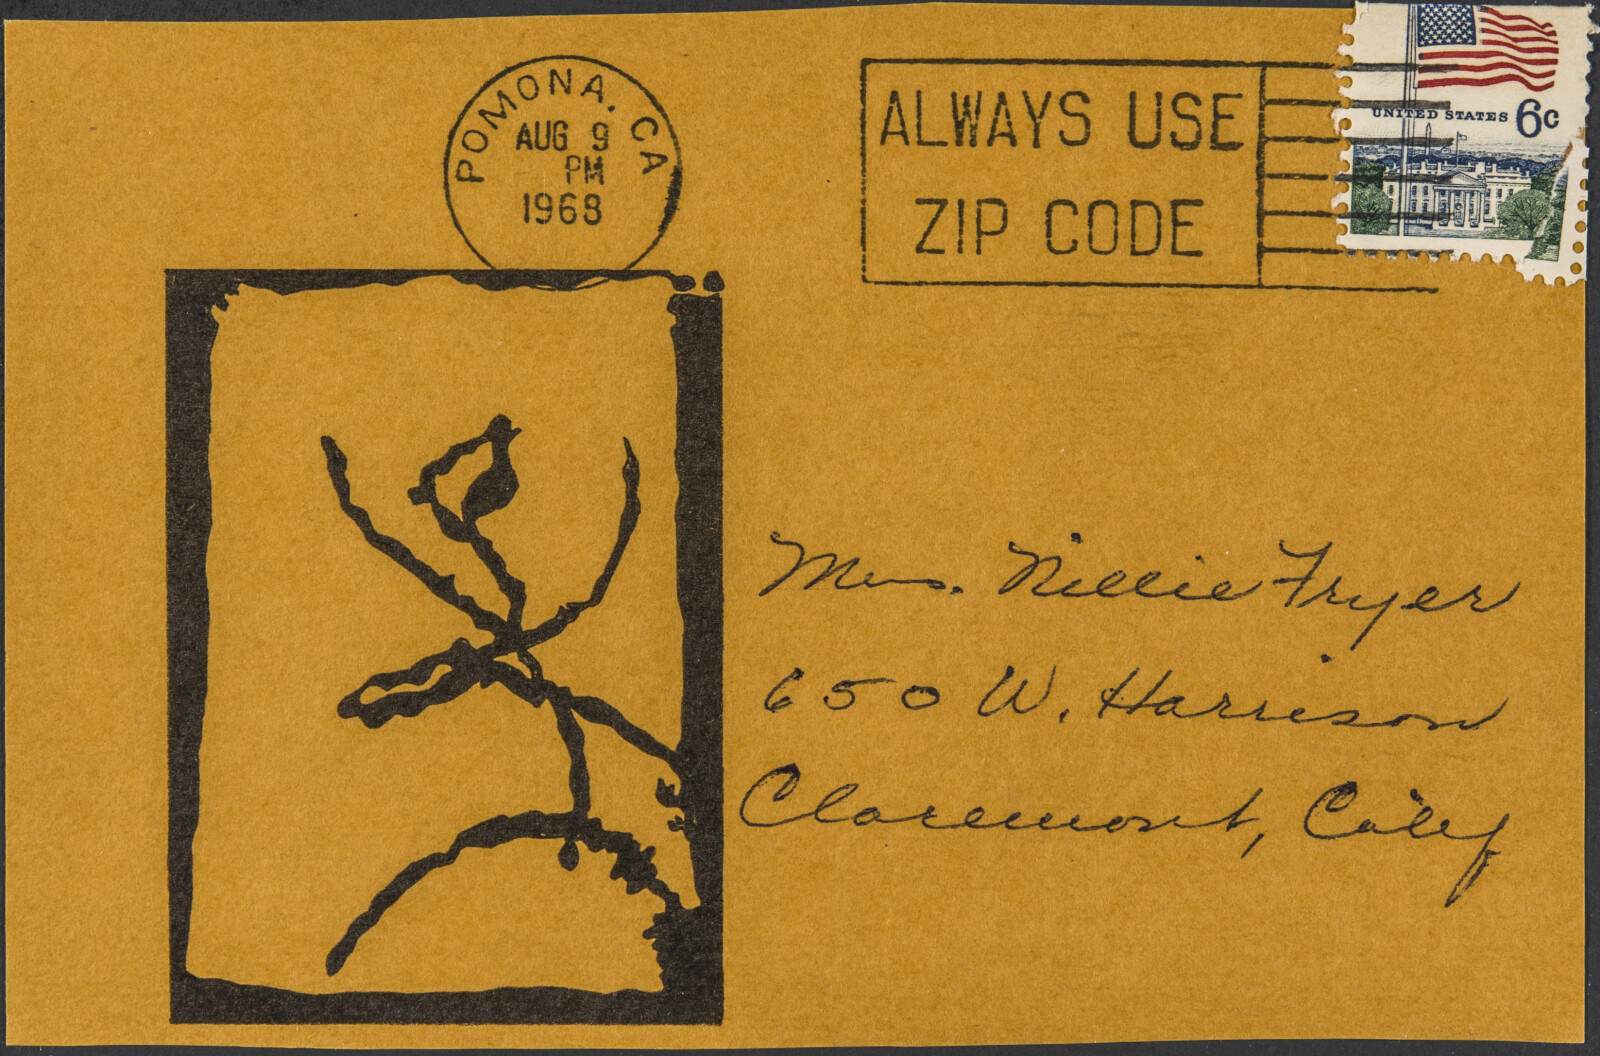 POMONA, CA
AUG 9
PM
1968
ALWAYS USE
ZIP CODE
UNITED STATES 6c
Mrs. Nillie Fryer
650 W. Harrison
Claremont, Calif